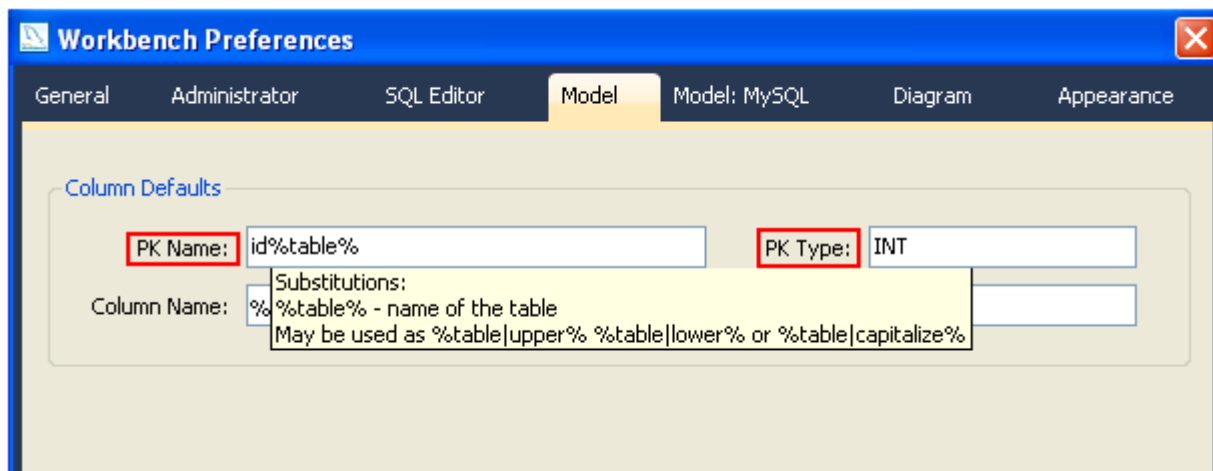 Workbench Preferences
General Administrator SQL Editor Model Model: MySQL Diagram Appearance
Column Defaults
PK Name: id%table% PK Type: INT
Substitutions:
Column Name: % %table% - name of the table
May be used as %table|upper% %table|lower% or %table|capitalize%